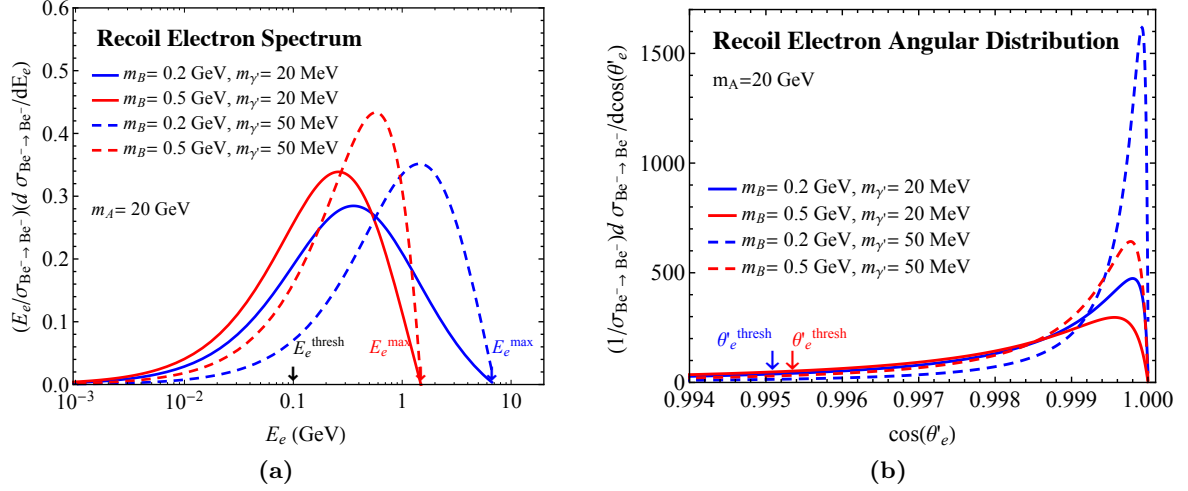 Recoil Electron Spectrum
m_B= 0.2 GeV, m_γ'= 20 MeV
m_B= 0.5 GeV, m_γ'= 20 MeV
m_B= 0.2 GeV, m_γ'= 50 MeV
m_B= 0.5 GeV, m_γ'= 50 MeV
m_A= 20 GeV
E_e^thresh
E_e^max
E_e^max
0.6
0.5
0.4
0.3
0.2
0.1
0.0
10^−3
10^−2
0.1
1
10
E_e (GeV)
(E_e/σ_Be^-→ Be^-)(d σ_Be^-→ Be^-/dE_e)
(a)
Recoil Electron Angular Distribution
m_A=20 GeV
m_B= 0.2 GeV, m_γ'= 20 MeV
m_B= 0.5 GeV, m_γ'= 20 MeV
m_B= 0.2 GeV, m_γ'= 50 MeV
m_B= 0.5 GeV, m_γ'= 50 MeV
θ'_e^thresh
θ'_e^thresh
1500
1000
500
0
0.994
0.995
0.996
0.997
0.998
0.999
1.000
cos(θ'_e)
(1/σ_Be^-→ Be^-)d σ_Be^-→ Be^-/dcos(θ'_e)
(b)